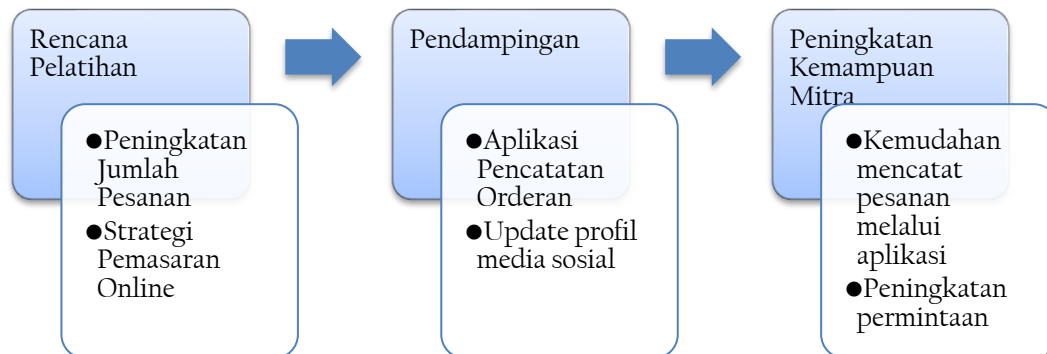 Rencana
Pelatihan
●Peningkatan
Jumlah
Pesanan
●Strategi
Pemasaran
Online
Pendampingan
●Aplikasi
Pencatatan
Orderan
●Update profil
media sosial
Peningkatan
Kemampuan
Mitra
●Kemudahan
mencatat
pesanan
melalui
aplikasi
●Peningkatan
permintaan